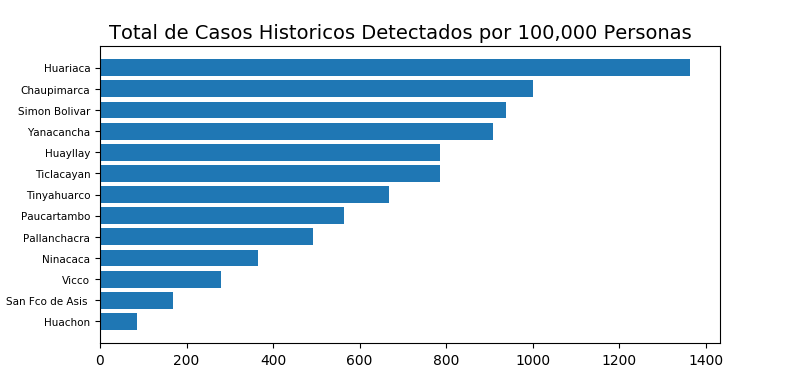 Total de Casos Historicos Detectados por 100,000 Personas
Huariaca
Chaupimarca
Simon Bolivar
Yanacancha
Huayllay
Ticlacayan
Tinyahuarco
Paucartambo
Pallanchacra
Ninacaca
Vicco
San Fco de Asis
Huachon
0 200 400 600 800 1000 1200 1400